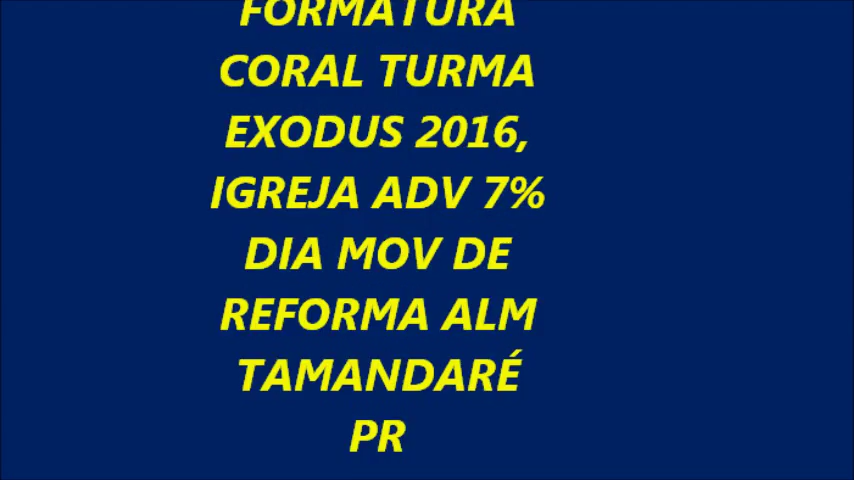 FORMATURA
CORAL TURMA
EXODUS 2016,
IGREJA ADV 7%
DIA MOV DE
REFORMA ALM
TAMANDARÉ
PR